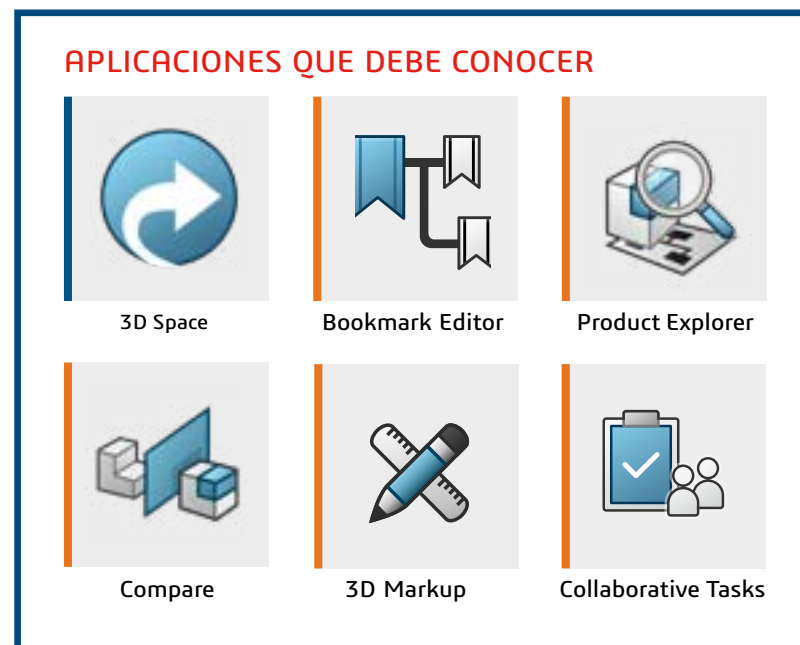 APLICACIONES QUE DEBE CONOCER
3D Space
Bookmark Editor
Product Explorer
Compare
3D Markup
Collaborative Tasks